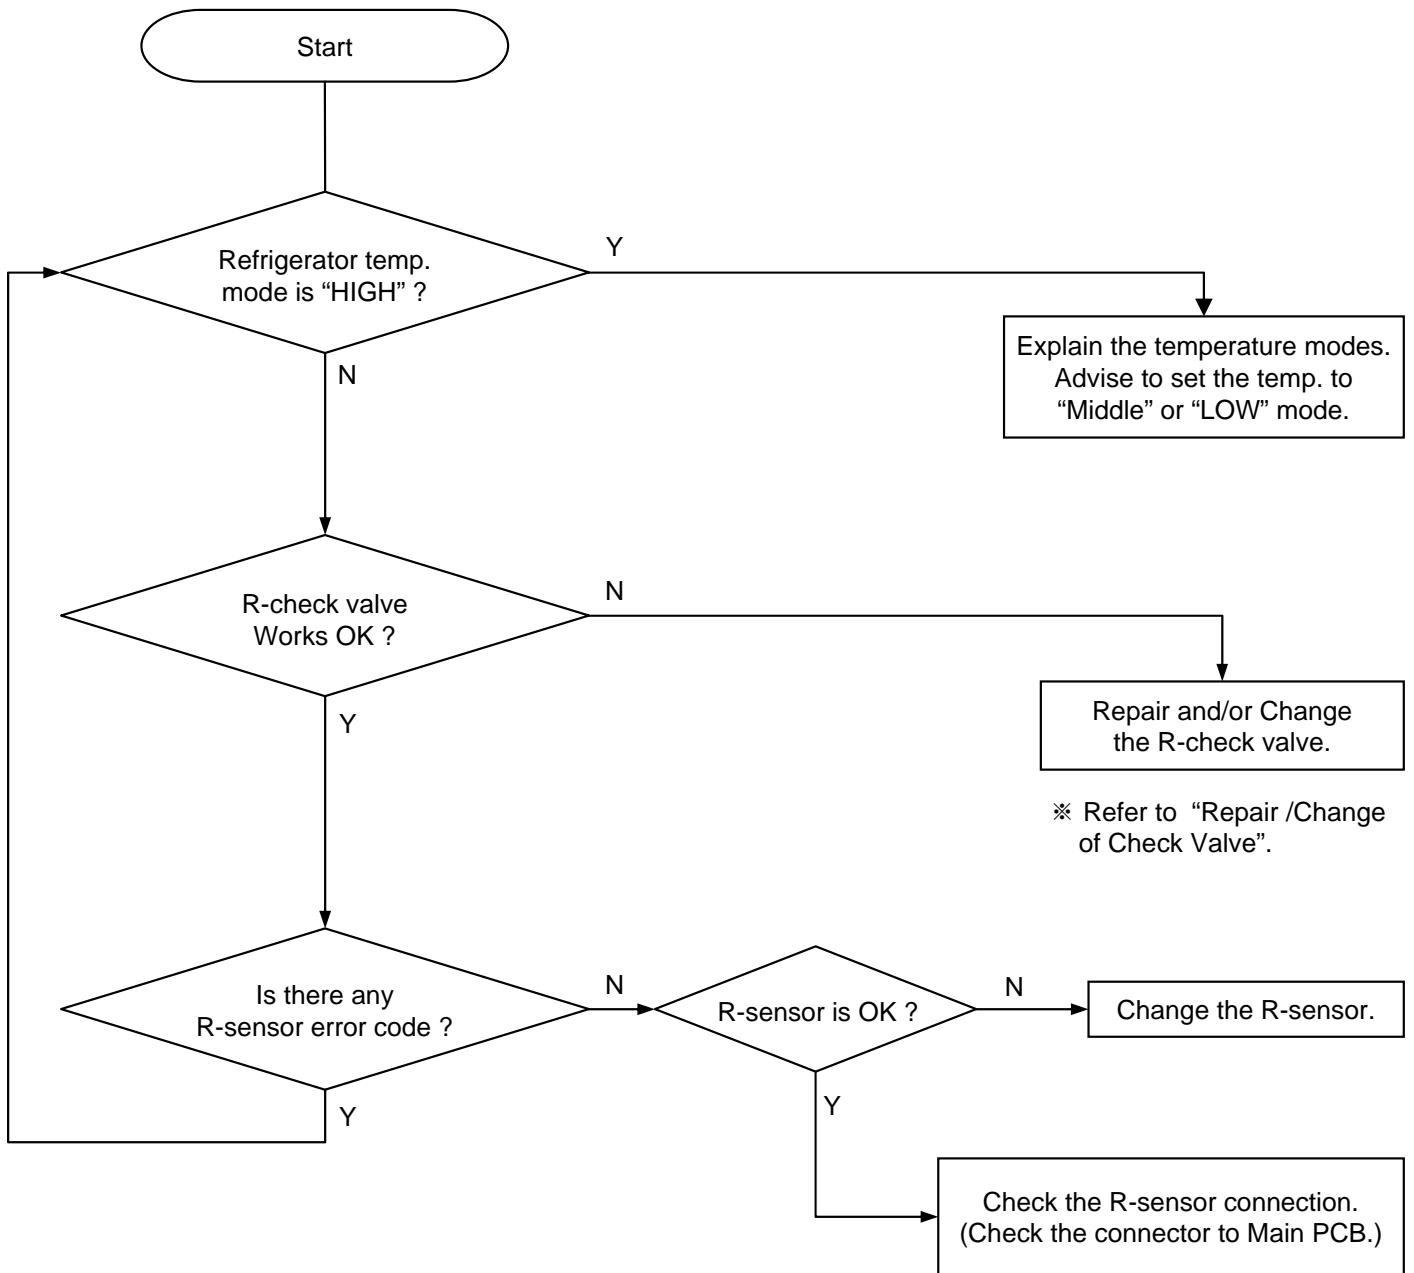 Start
Refrigerator temp.
mode is “HIGH” ?
Y
Explain the temperature modes.
Advise to set the temp. to
“Middle” or “LOW” mode.
N
R-check valve
Works OK ?
N
Repair and/or Change
the R-check valve.
※ Refer to “Repair /Change
of Check Valve”.
Y
Is there any
R-sensor error code ?
N
R-sensor is OK ?
N
Change the R-sensor.
Y
Y
Check the R-sensor connection.
(Check the connector to Main PCB.)